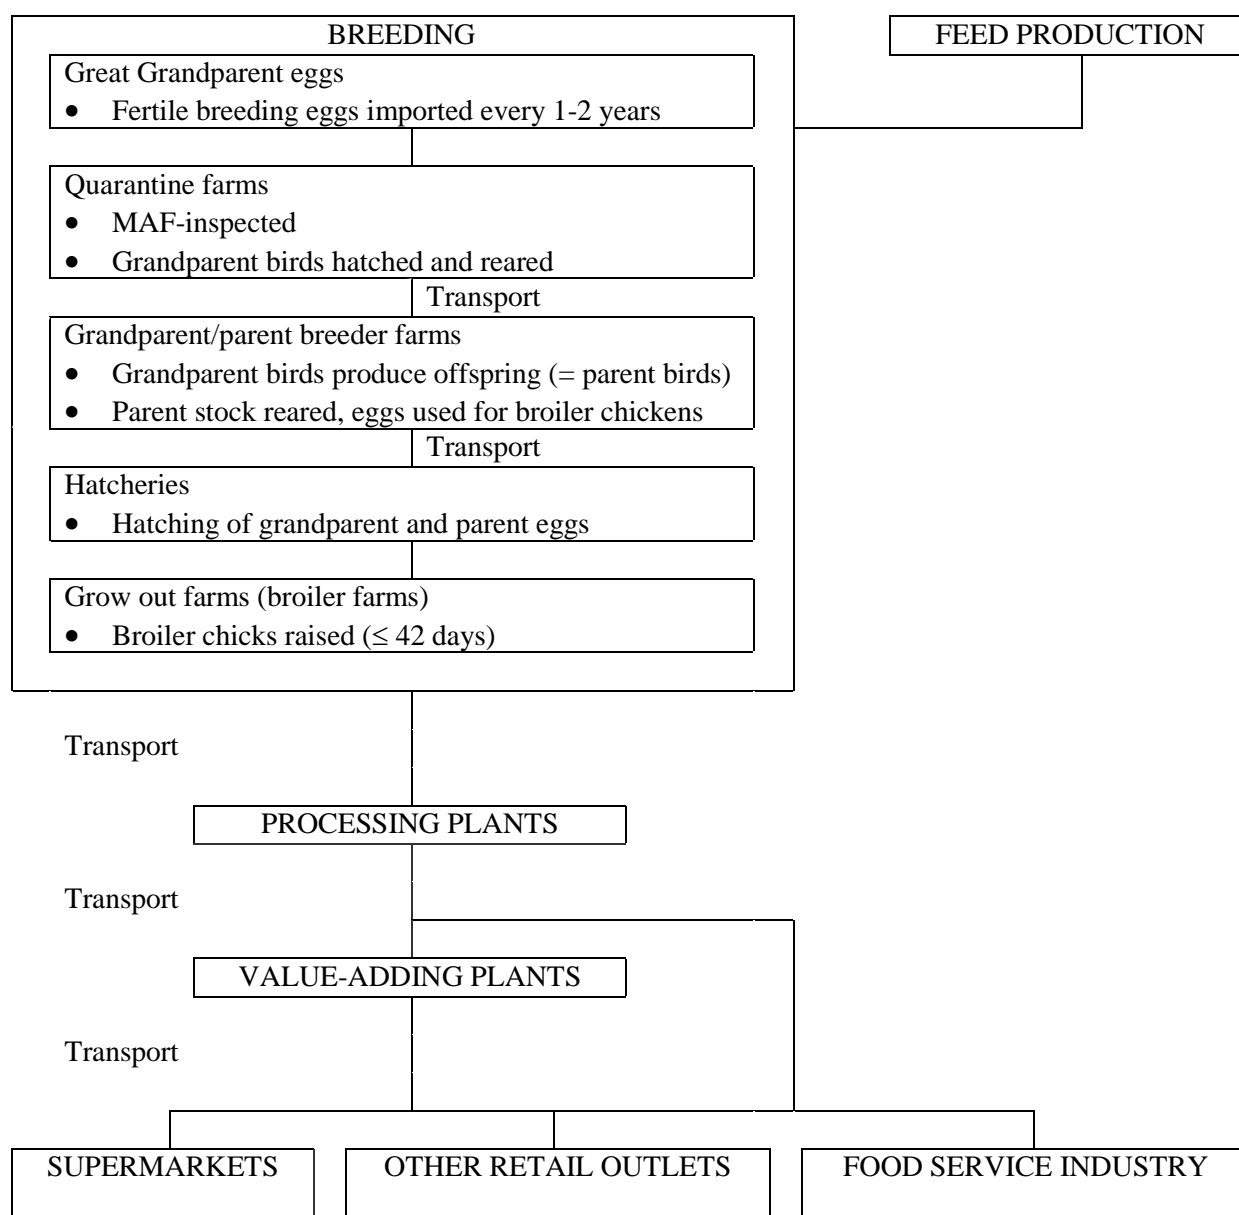 BREEDING
FEED PRODUCTION
Great Grandparent eggs
• Fertile breeding eggs imported every 1-2 years
Quarantine farms
• MAF-inspected
• Grandparent birds hatched and reared
Transport
Grandparent/parent breeder farms
• Grandparent birds produce offspring (= parent birds)
• Parent stock reared, eggs used for broiler chickens
Transport
Hatcheries
• Hatching of grandparent and parent eggs
Grow out farms (broiler farms)
• Broiler chicks raised (≤ 42 days)
Transport
PROCESSING PLANTS
Transport
VALUE-ADDING PLANTS
Transport
SUPERMARKETS
OTHER RETAIL OUTLETS
FOOD SERVICE INDUSTRY